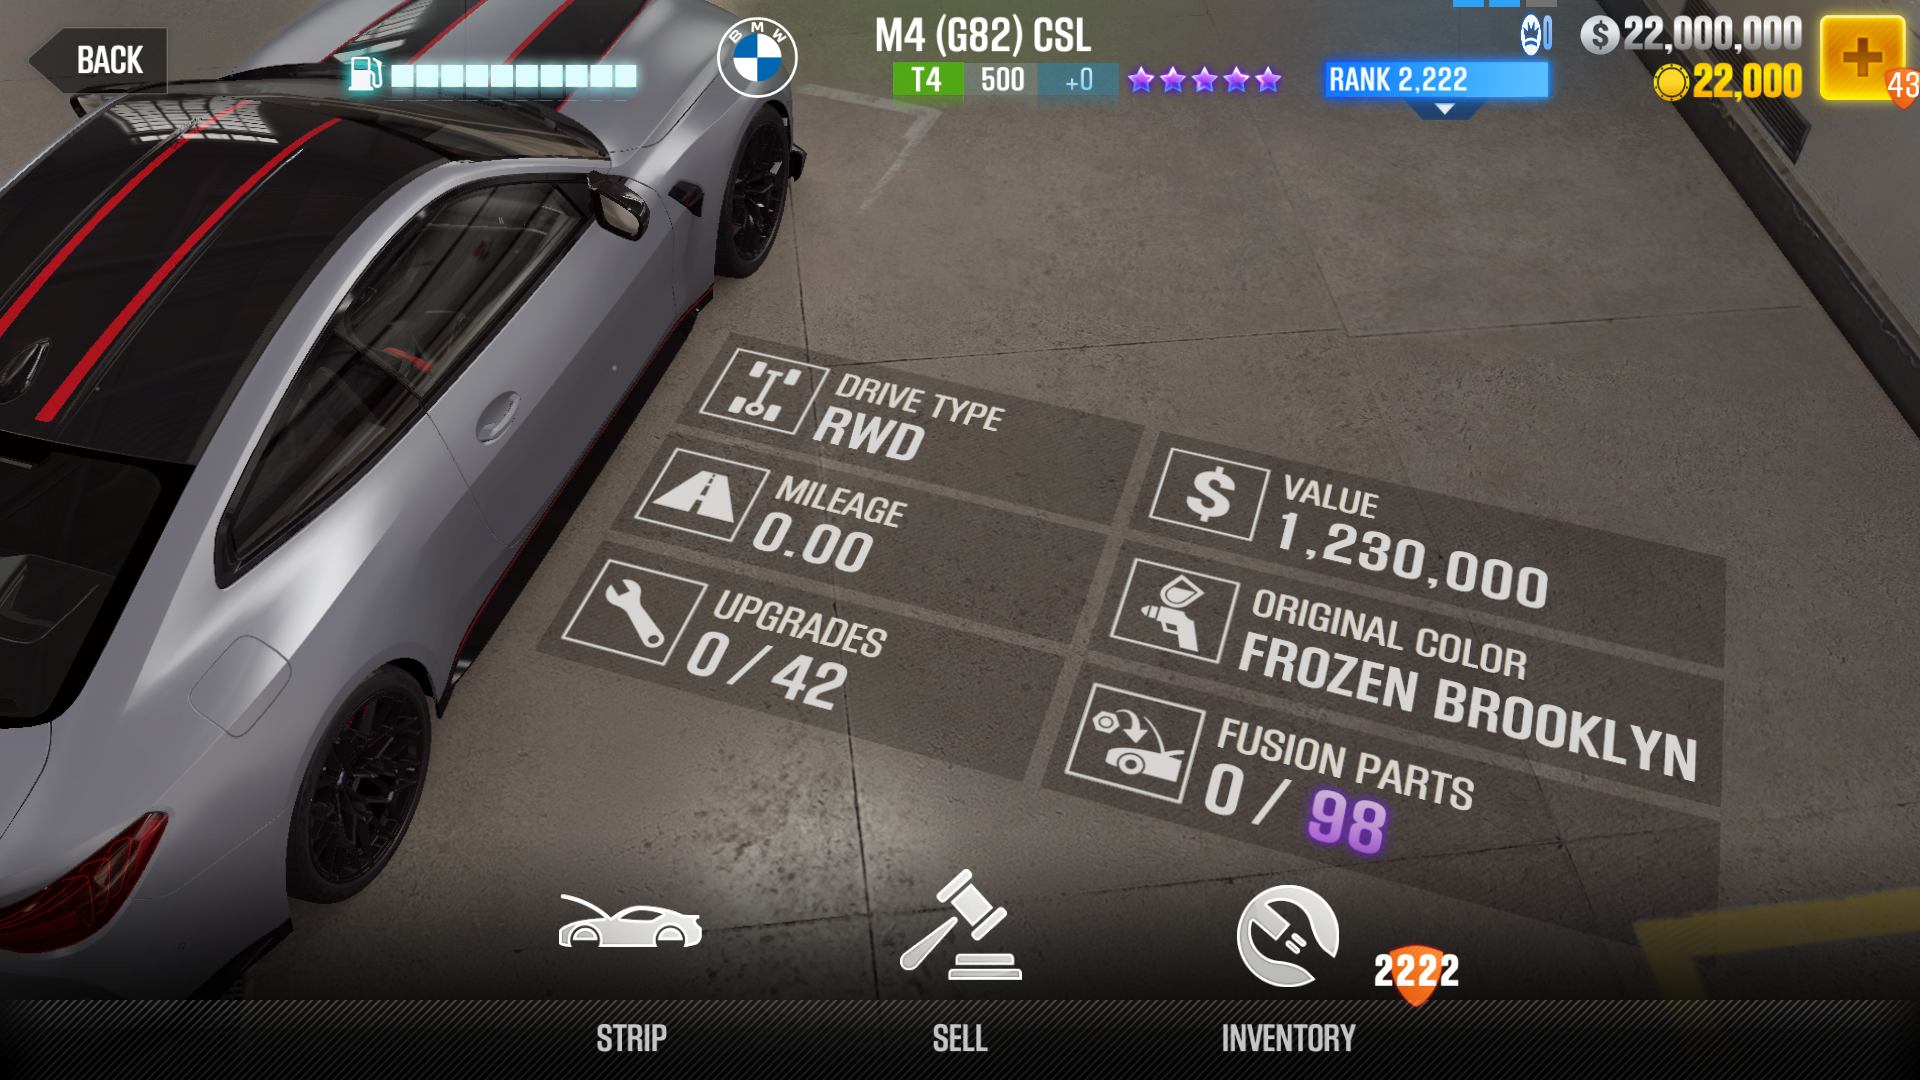 BACK
BMW
M4 (G82) CSL
T4 500 +0
RANK 2,222
0
$ 22,000,000
22,000
43
DRIVE TYPE
RWD
MILEAGE
0.00
UPGRADES
0 / 42
$ VALUE
1,230,000
ORIGINAL COLOR
FROZEN BROOKLYN
FUSION PARTS
0 / 98
2222
STRIP
SELL
INVENTORY